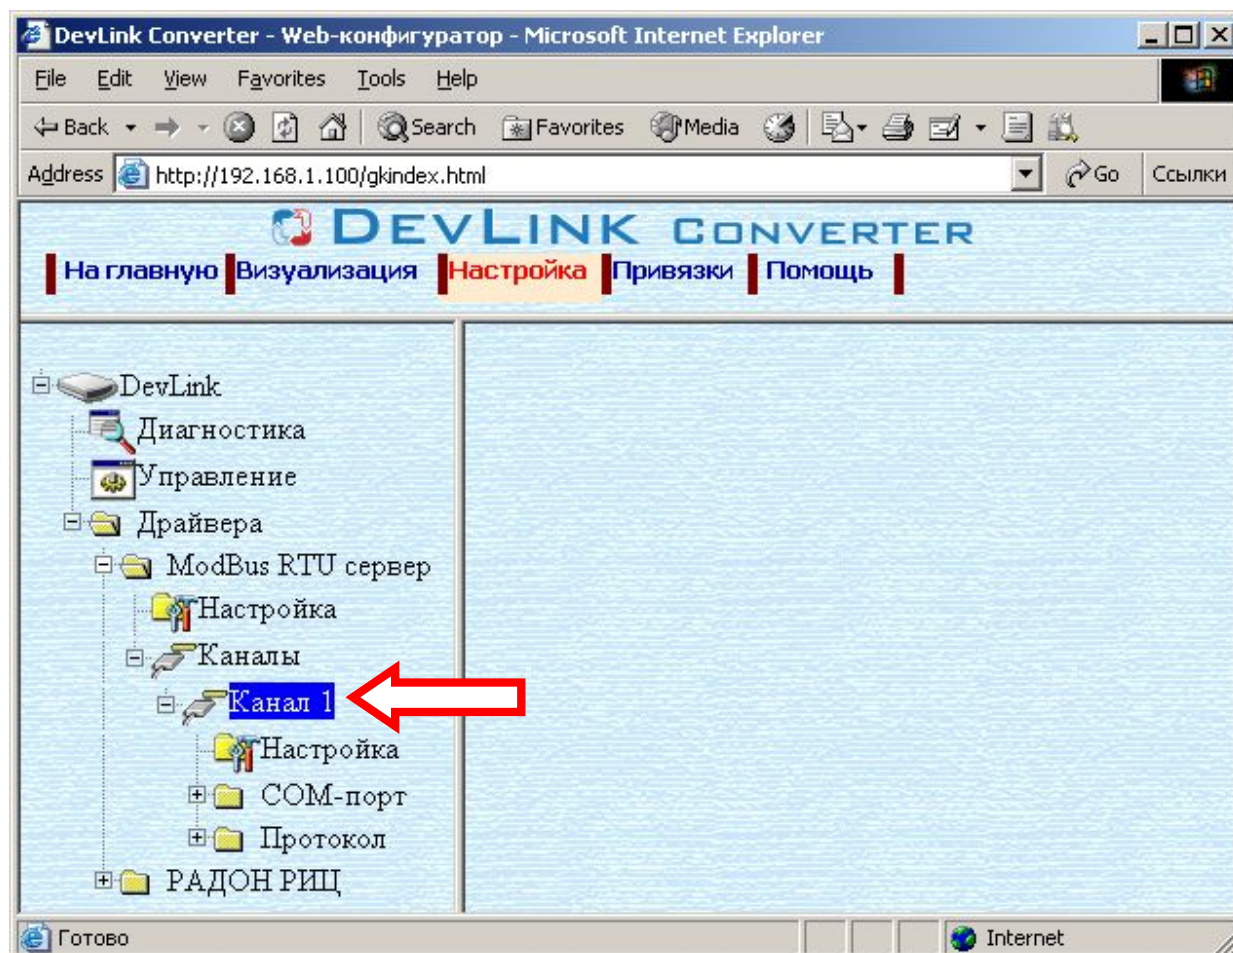 DevLink Converter - Web-конфигуратор - Microsoft Internet Explorer
File Edit View Favorites Tools Help
Back Search Favorites Media
Address http://192.168.1.100/gkindex.html Go Ссылки
DEVLINK CONVERTER
На главную Визуализация Настройка Привязки Помощь
DevLink
Диагностика
Управление
Драйвера
ModBus RTU сервер
Настройка
Каналы
Канал 1
Настройка
COM-порт
Протокол
РАДОН РИЦ
Готово Internet